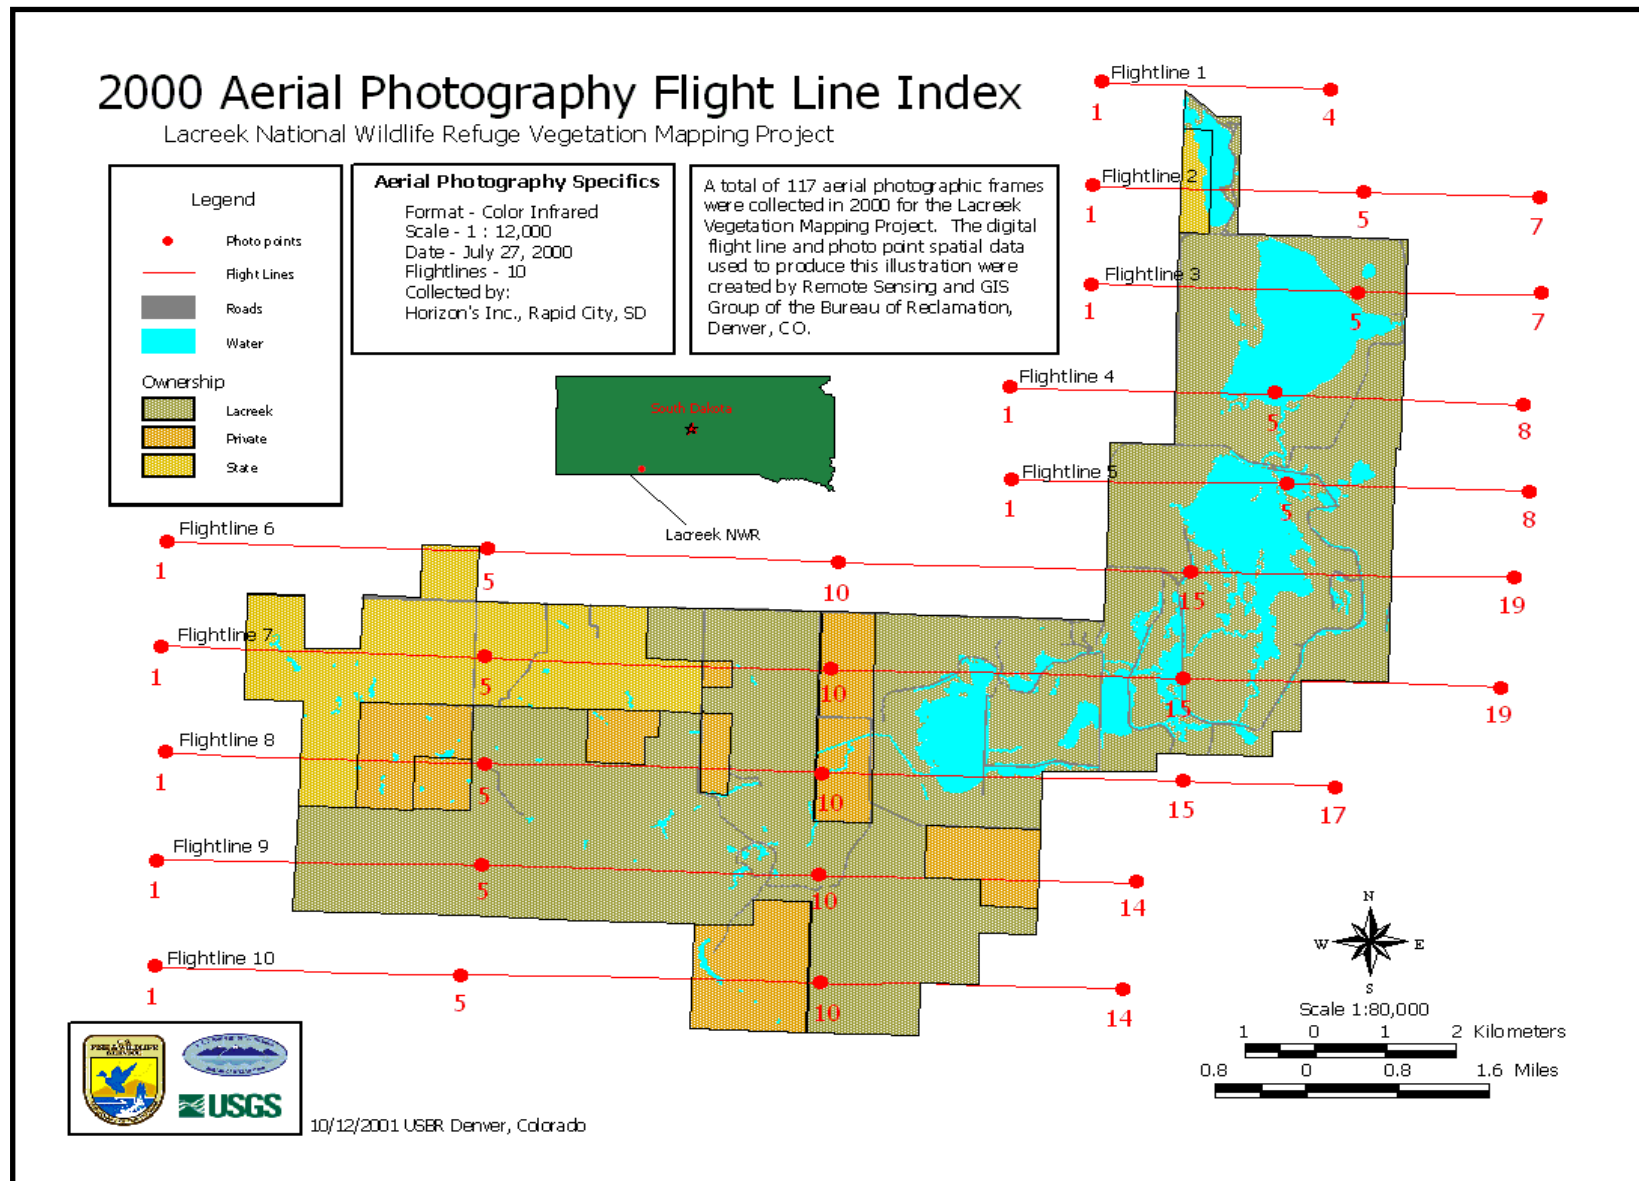 2000 Aerial Photography Flight Line Index
Lacreek National Wildlife Refuge Vegetation Mapping Project
Legend
Photo points
Flight Lines
Roads
Water
Ownership
Lacreek
Private
State
Aerial Photography Specifics
Format - Color Infrared
Scale - 1 : 12,000
Date - July 27, 2000
Flightlines - 10
Collected by:
Horizon's Inc., Rapid City, SD
A total of 117 aerial photographic frames
were collected in 2000 for the Lacreek
Vegetation Mapping Project. The digital
flight line and photo point spatial data
used to produce this illustration were
created by Remote Sensing and GIS
Group of the Bureau of Reclamation,
Denver, CO.
South Dakota
Lacreek NWR
Flightline 1
1
4
Flightline 2
1
5
7
Flightline 3
1
5
7
Flightline 4
1
5
8
Flightline 5
1
5
8
Flightline 6
1
5
10
15
19
Flightline 7
1
5
10
15
19
Flightline 8
1
5
10
15
17
Flightline 9
1
5
10
14
Flightline 10
1
5
10
14
N
W
E
S
Scale 1:80,000
1 0 1 2 Kilometers
0.8 0 0.8 1.6 Miles
FISH & WILDLIFE
USGS
10/12/2001 USBR Denver, Colorado